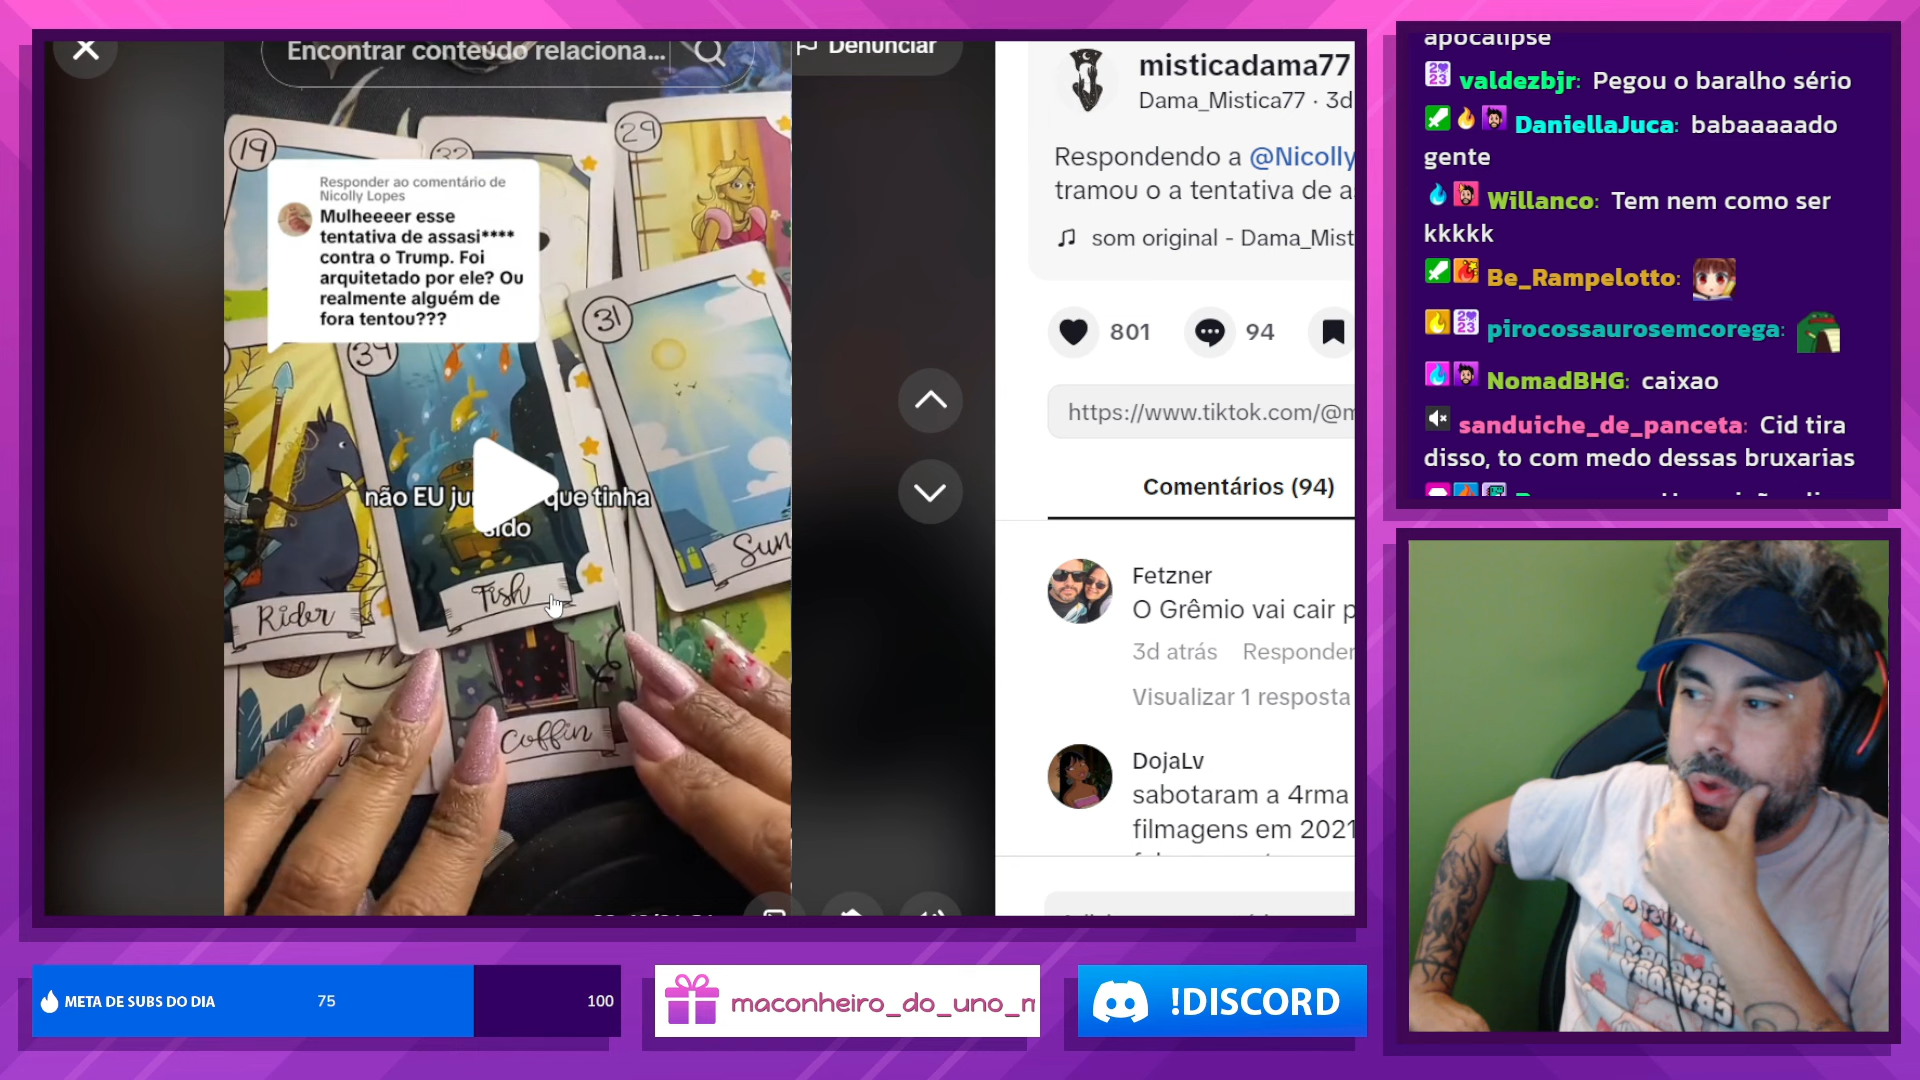 Encontrar conteúdo relaciona...
Denunciar
19
32
29
Responder ao comentário de
Nicolly Lopes
Mulheeeer esse
tentativa de assasi****
contra o Trump. Foi
arquitetado por ele? Ou
realmente alguém de
fora tentou???
34
31
não EU ju que tinha
sido
Rider
Fish
Sun
Coffin
misticadama77
Dama_Mistica77 · 3d
Respondendo a @Nicolly
tramou o a tentativa de a
som original - Dama_Mist
801
94
https://www.tiktok.com/@m
Comentários (94)
Fetzner
O Grêmio vai cair p
3d atrás Responder
Visualizar 1 resposta
DojaLv
sabotaram a 4rma
filmagens em 2021
apocalipse
valdezbjr: Pegou o baralho sério
DaniellaJuca: babaaaaado
gente
Willanco: Tem nem como ser
kkkkk
Be_Rampelotto:
pirocossaurosemcorega:
NomadBHG: caixao
sanduiche_de_panceta: Cid tira
disso, to com medo dessas bruxarias
META DE SUBS DO DIA 75 100
maconheiro_do_uno_m
!DISCORD